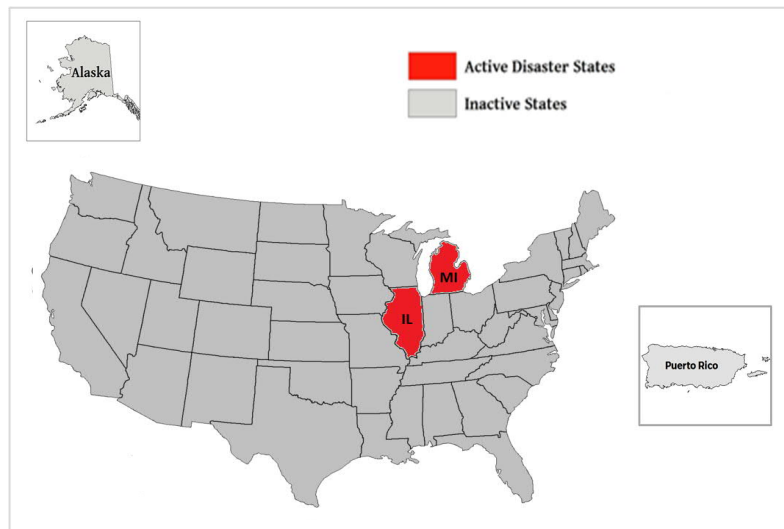 Alaska
Active Disaster States
Inactive States
MI
IL
Puerto Rico